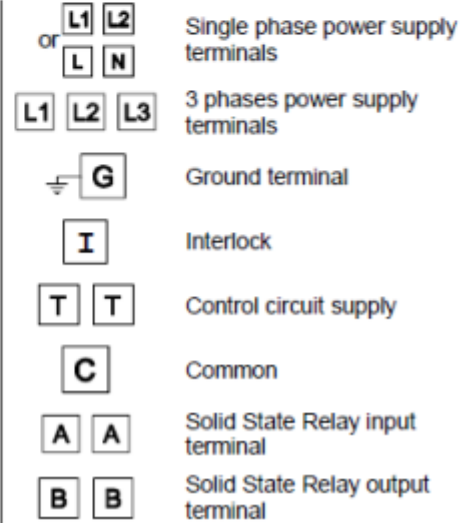 L1 L2
or
L N
Single phase power supply
terminals
L1 L2 L3
3 phases power supply
terminals
G
Ground terminal
I
Interlock
T T
Control circuit supply
C
Common
A A
Solid State Relay input
terminal
B B
Solid State Relay output
terminal